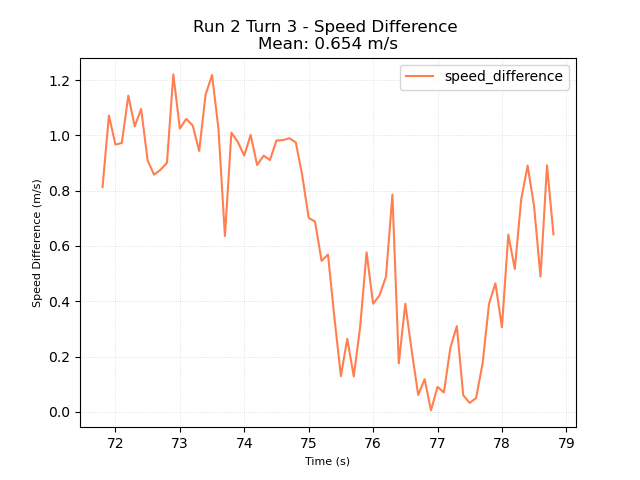 Run 2 Turn 3 - Speed Difference
Mean: 0.654 m/s
speed_difference
Speed Difference (m/s)
1.2
1.0
0.8
0.6
0.4
0.2
0.0
72 73 74 75 76 77 78 79
Time (s)